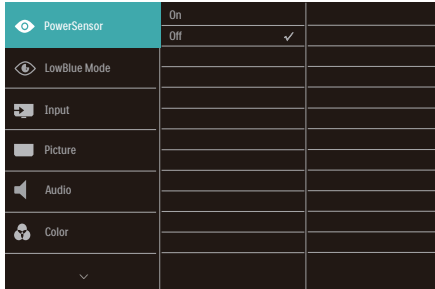 PowerSensor
On
Off
LowBlue Mode
Input
Picture
Audio
Color